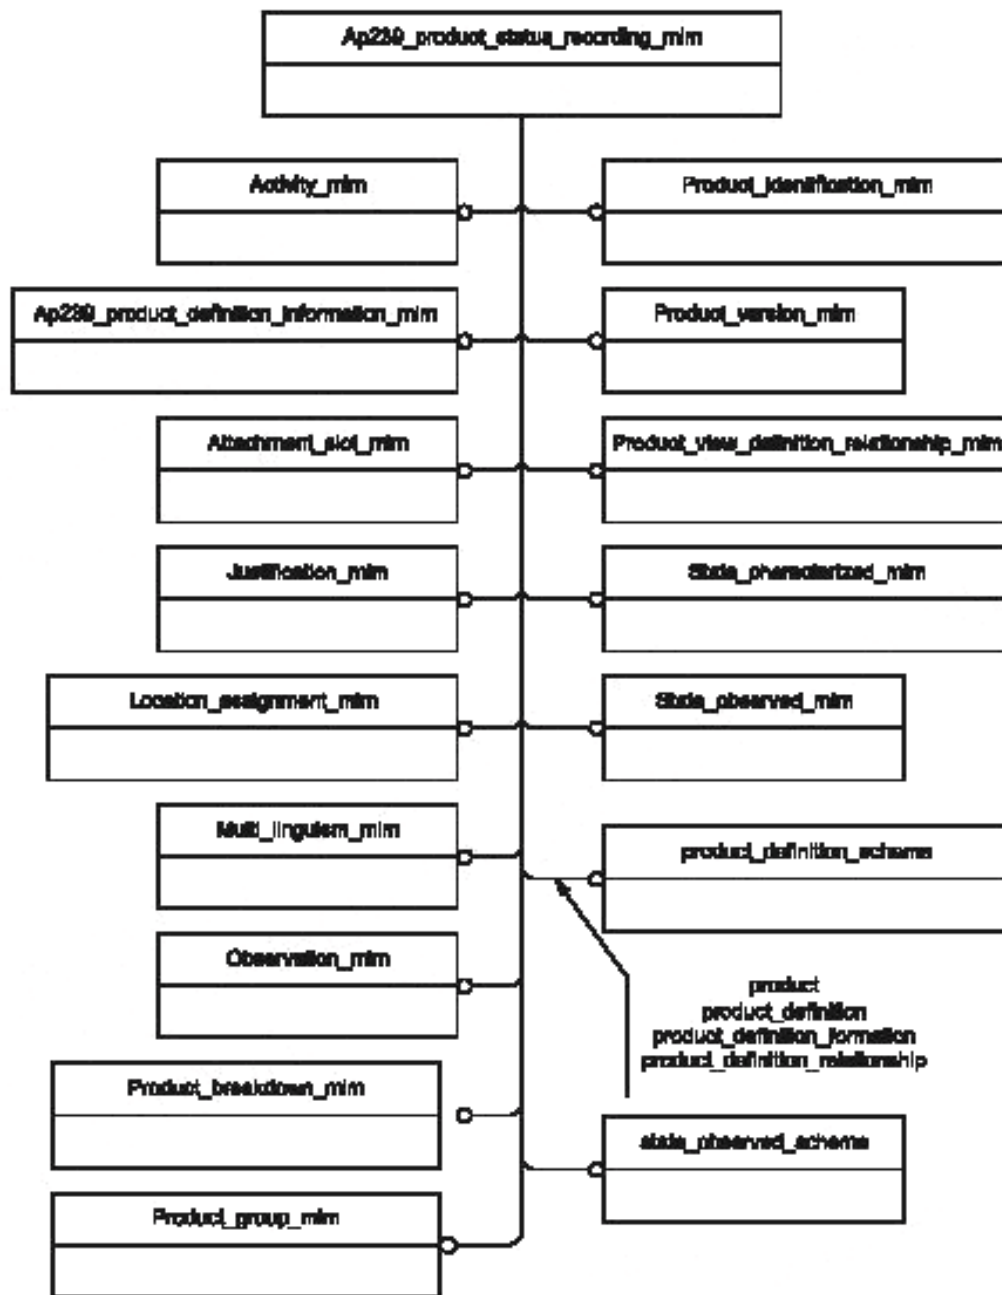 Ap239_product_status_recording_mim
Activity_mim
Product_identification_mim
Ap239_product_definition_information_mim
Product_version_mim
Attachment_slot_mim
Product_view_definition_relationship_mim
Justification_mim
State_characterized_mim
Location_assignment_mim
State_observed_mim
Multi_linguism_mim
product_definition_schema
Observation_mim
product
product_definition
product_definition_formation
product_definition_relationship
Product_breakdown_mim
state_observed_schema
Product_group_mim